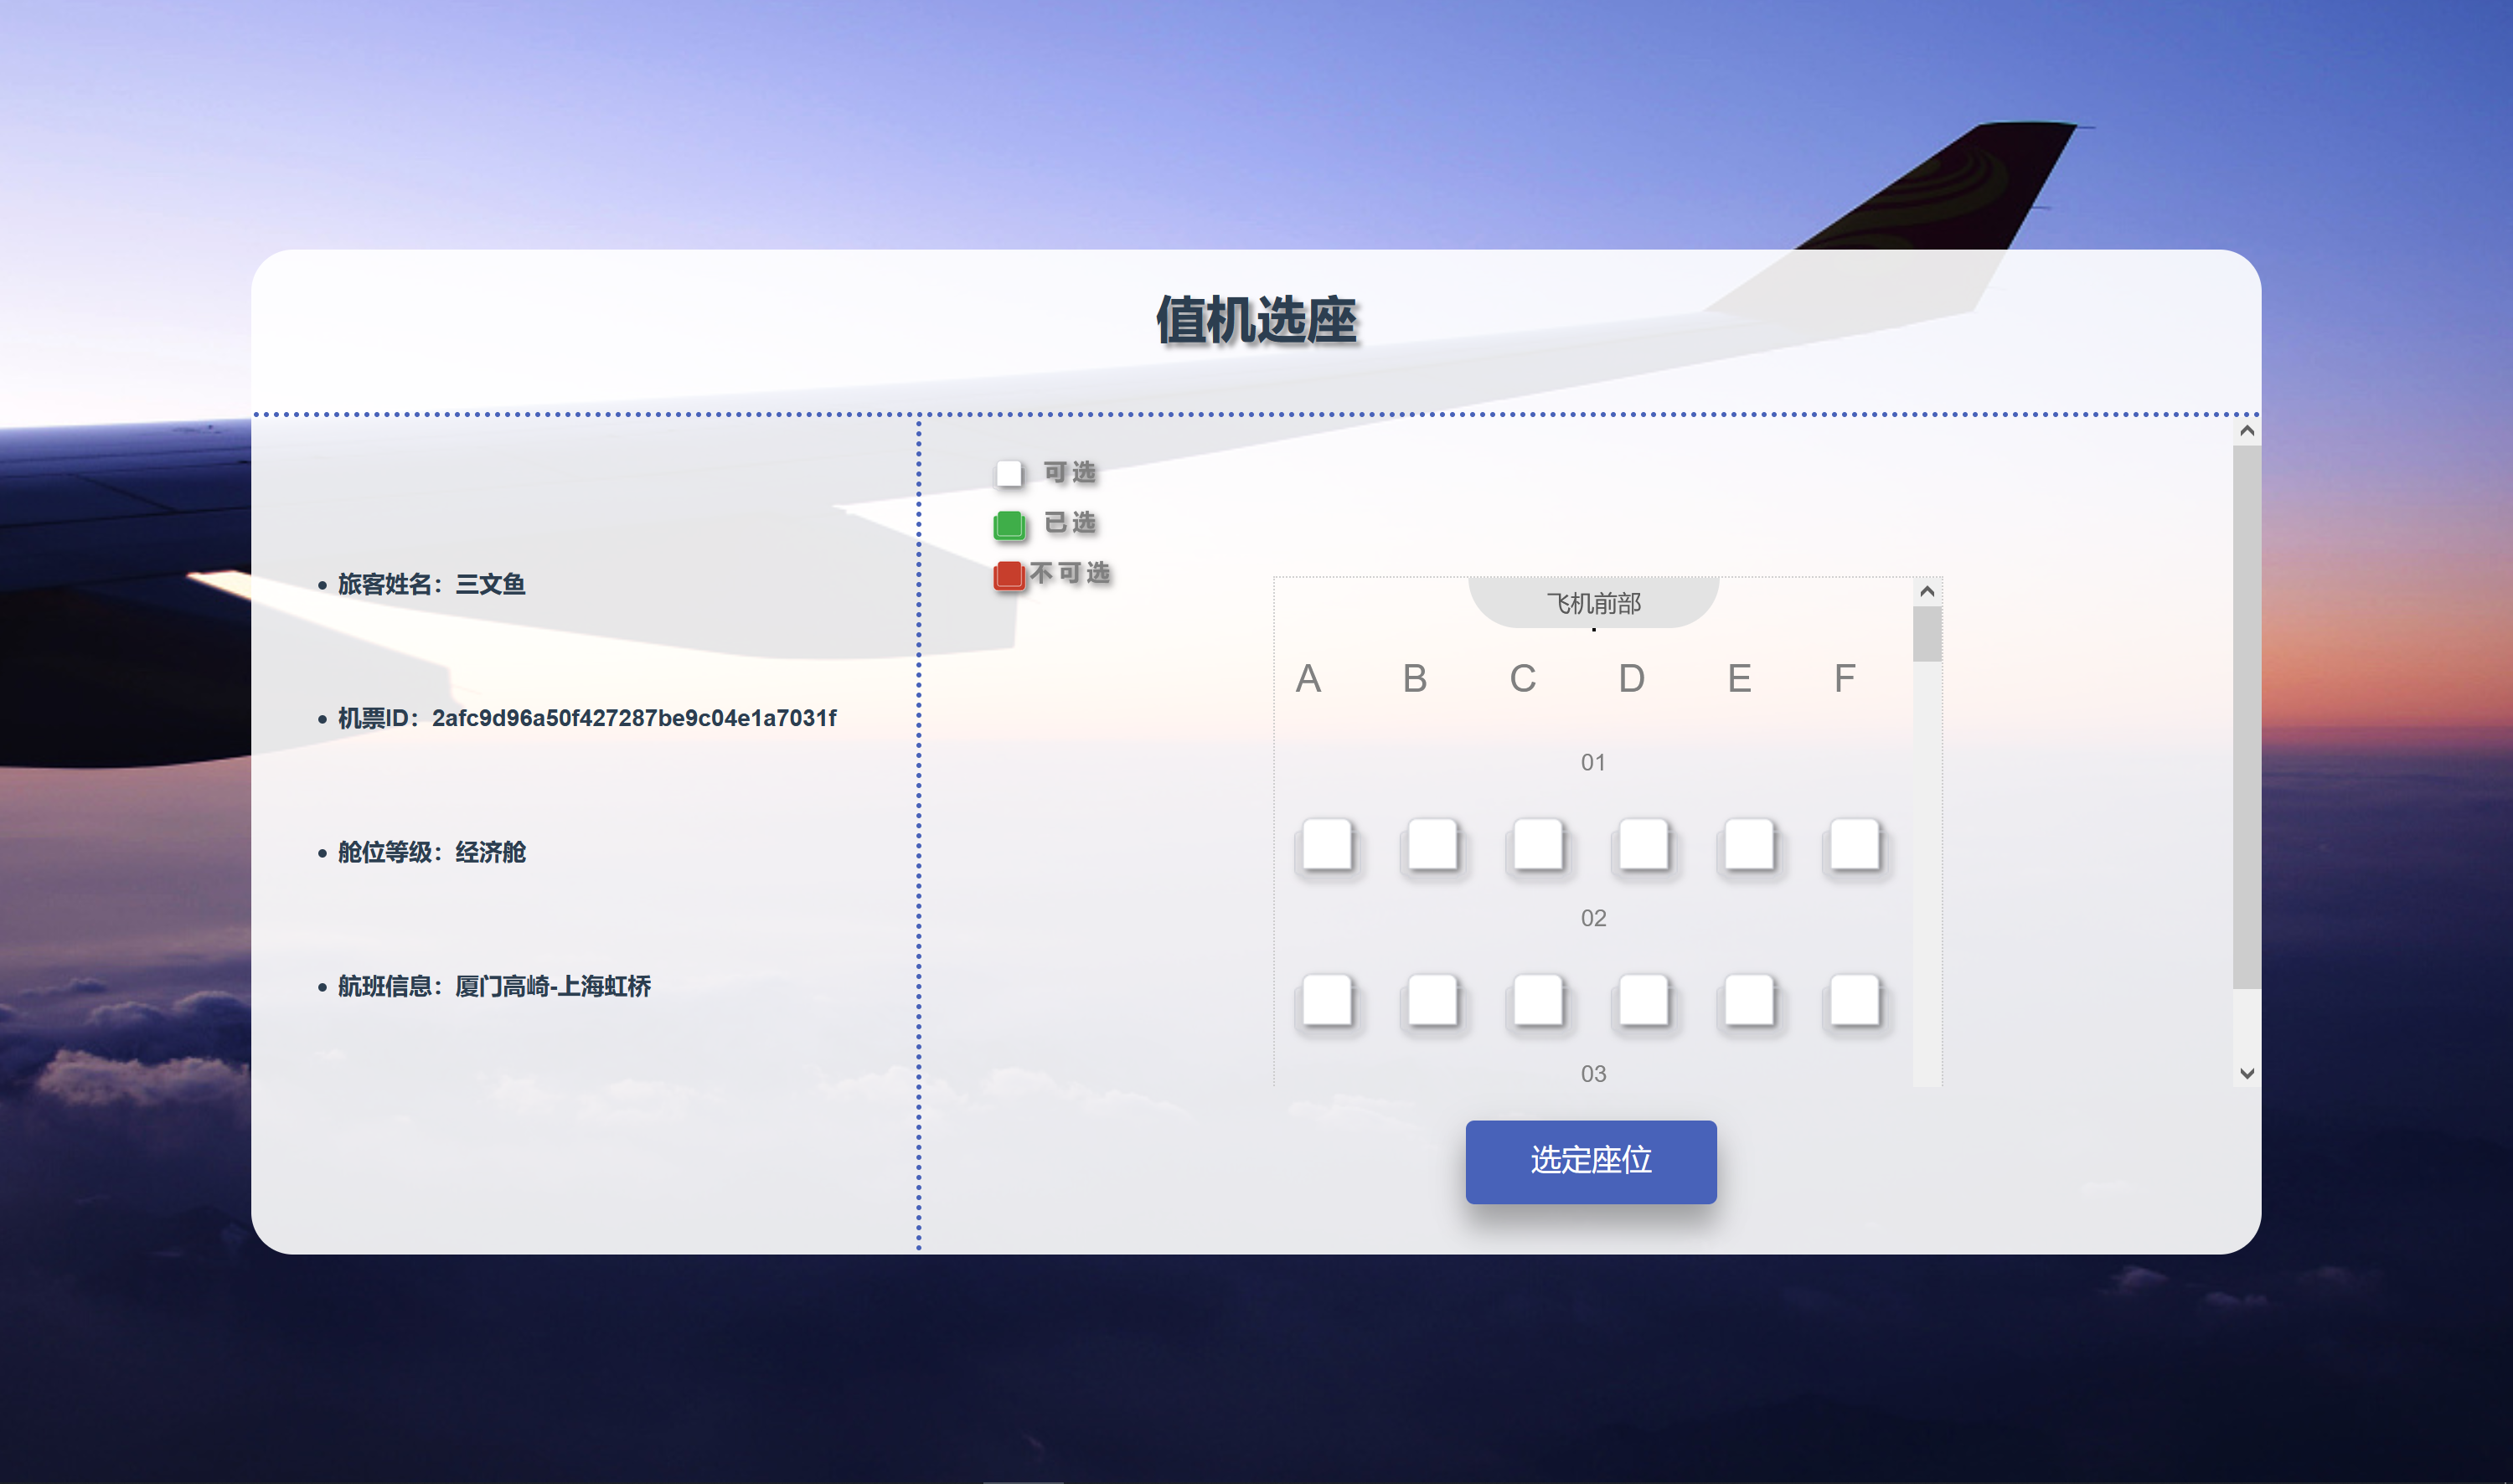 值机选座
旅客姓名：三文鱼
机票ID：2afc9d96a50f427287be9c04e1a7031f
舱位等级：经济舱
航班信息：厦门高崎-上海虹桥
可选
已选
不可选
飞机前部
A B C D E F
01
02
03
选定座位